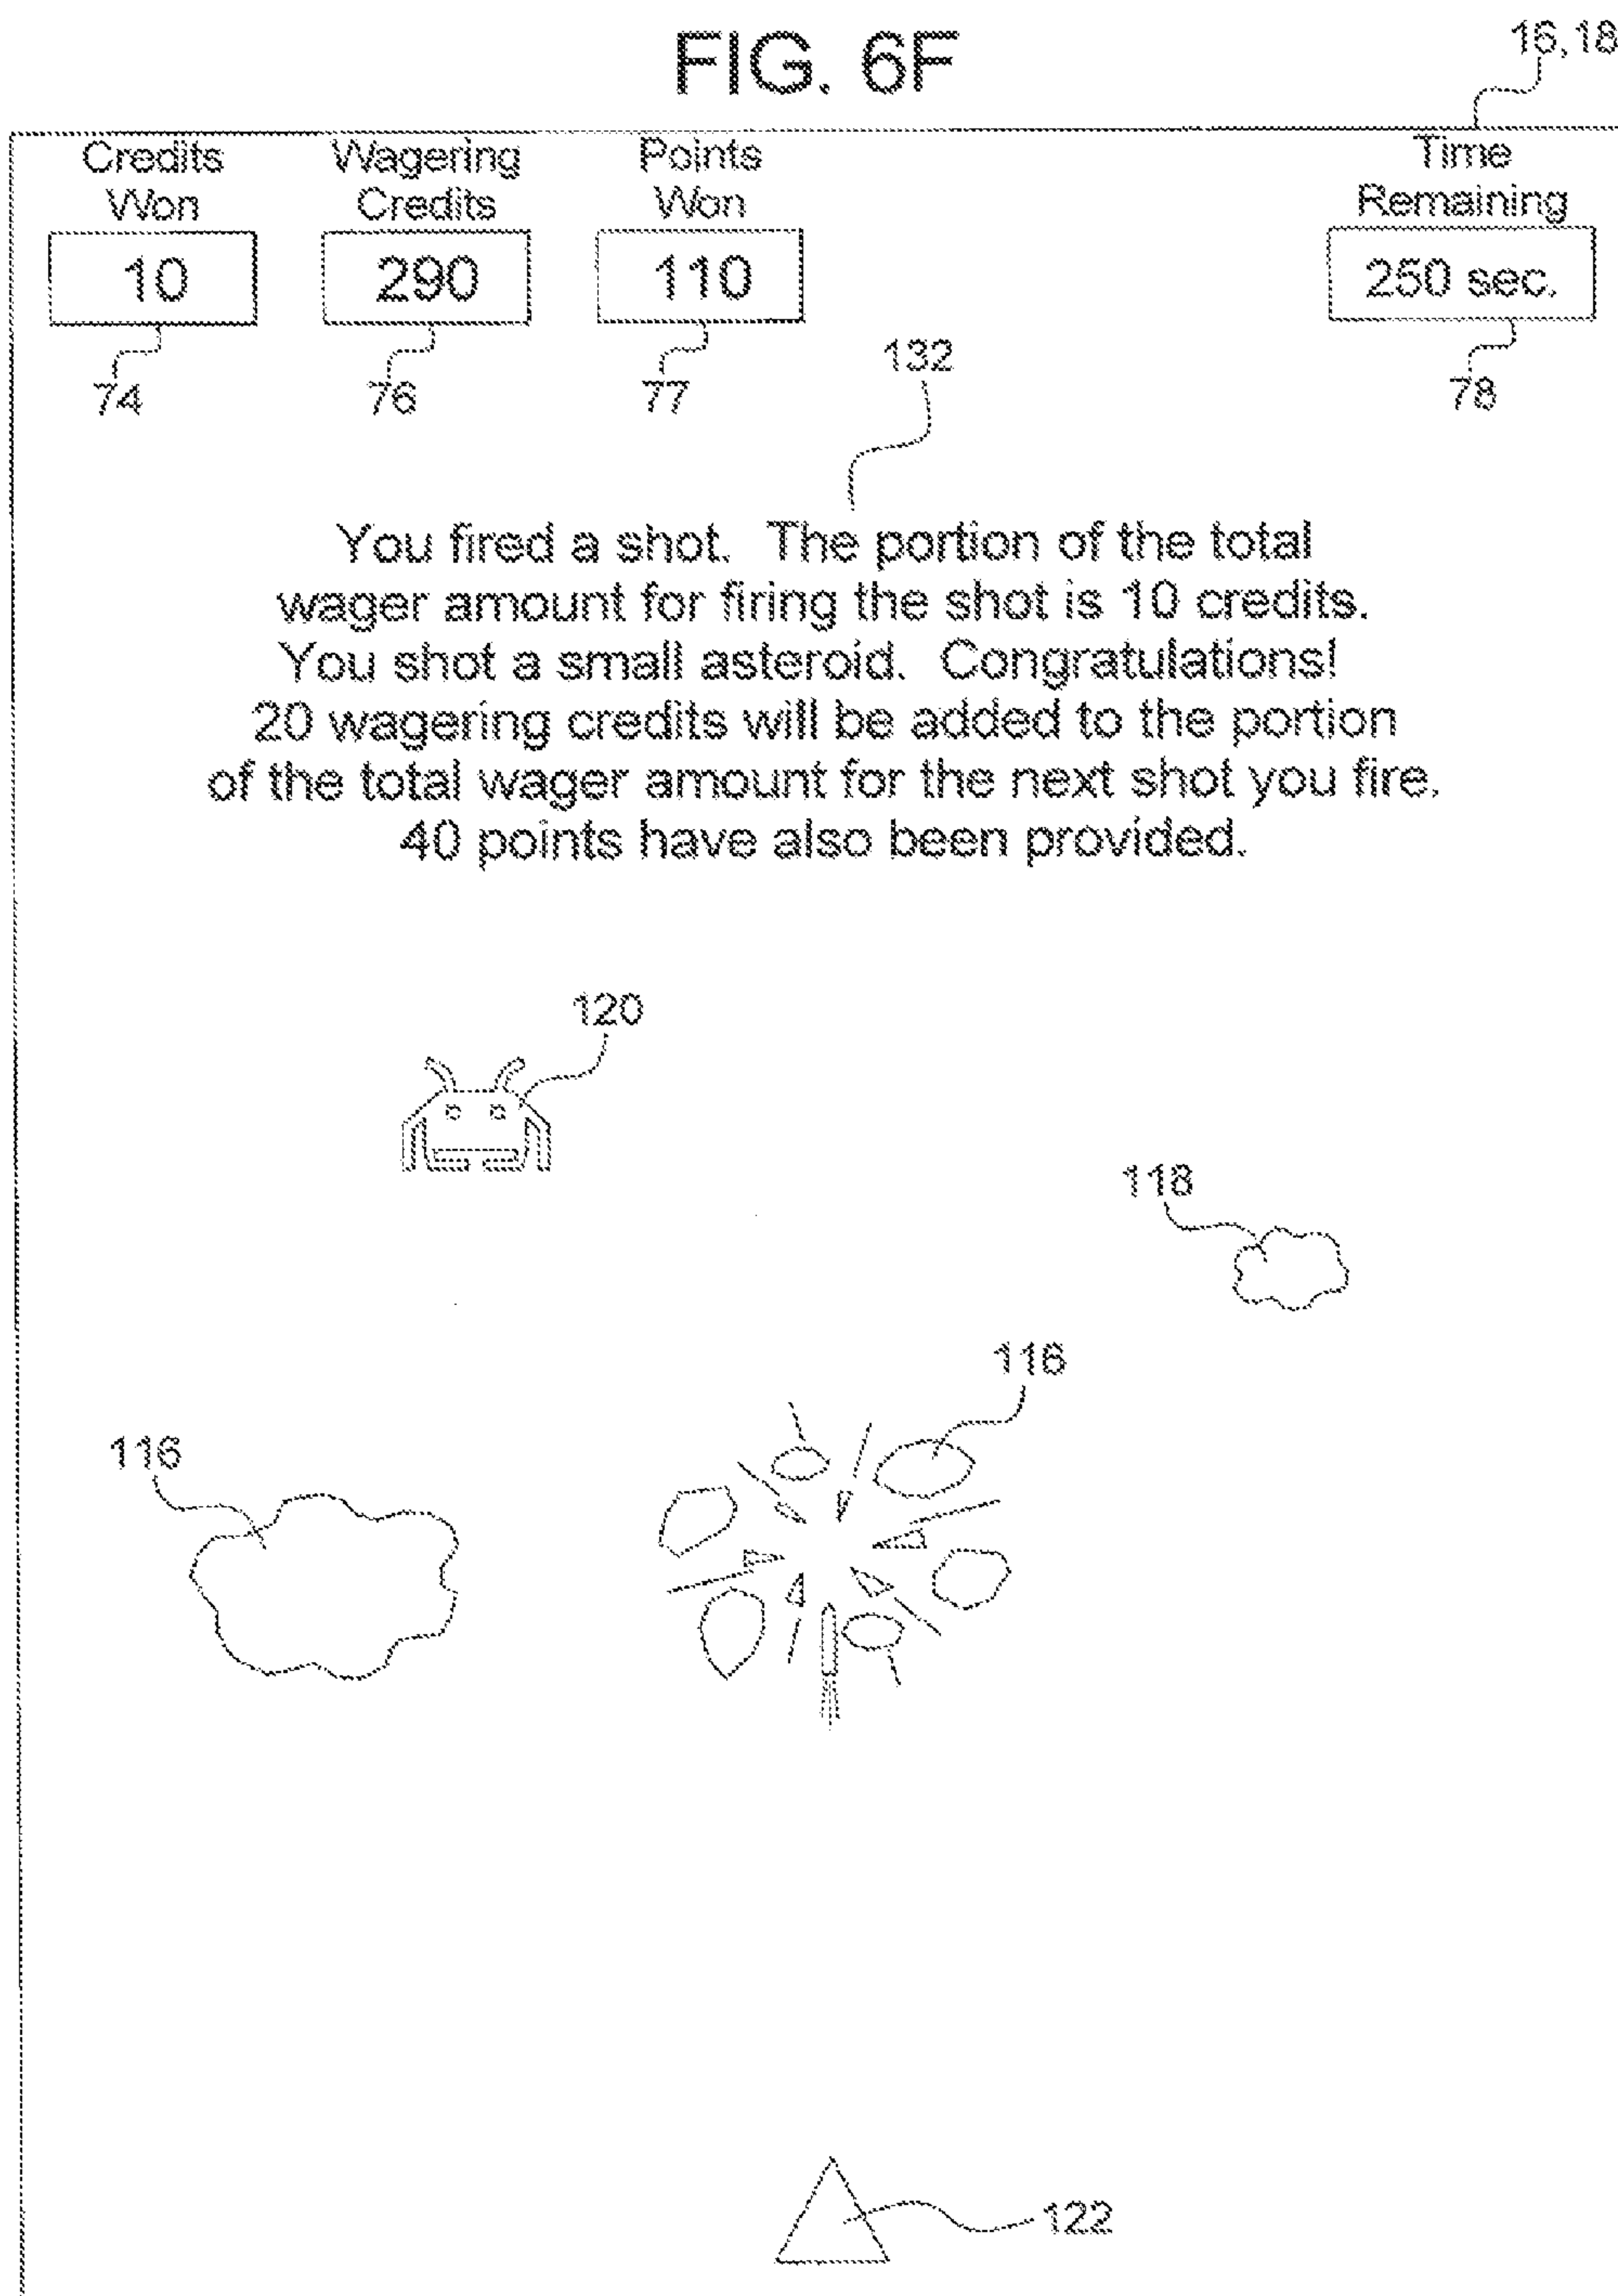 FIG. 6F
16,18
Credits Won
Wagering Credits
Points Won
Time Remaining
10
290
110
250 sec.
74
76
77
132
78
You fired a shot. The portion of the total
wager amount for firing the shot is 10 credits.
You shot a small asteroid. Congratulations!
20 wagering credits will be added to the portion
of the total wager amount for the next shot you fire.
40 points have also been provided.
120
118
116
116
122